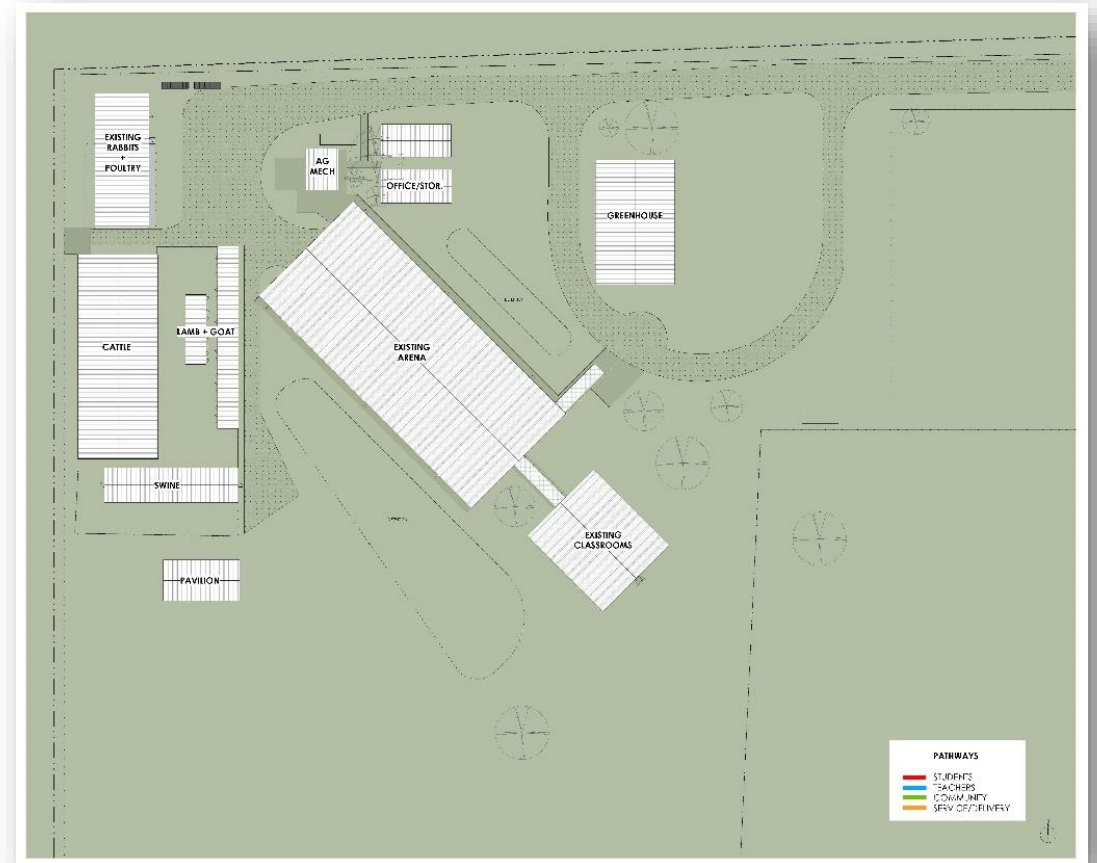 EXISTING
RABBITS
+
POULTRY
AG
MECH
OFFICE/STOR.
GREENHOUSE
CATTLE
LAMB + GOAT
EXISTING
ARENA
SWINE
EXISTING
CLASSROOMS
PAVILION
PATHWAYS
STUDENTS
TEACHERS
COMMUNITY
SERVICE/DELIVERY